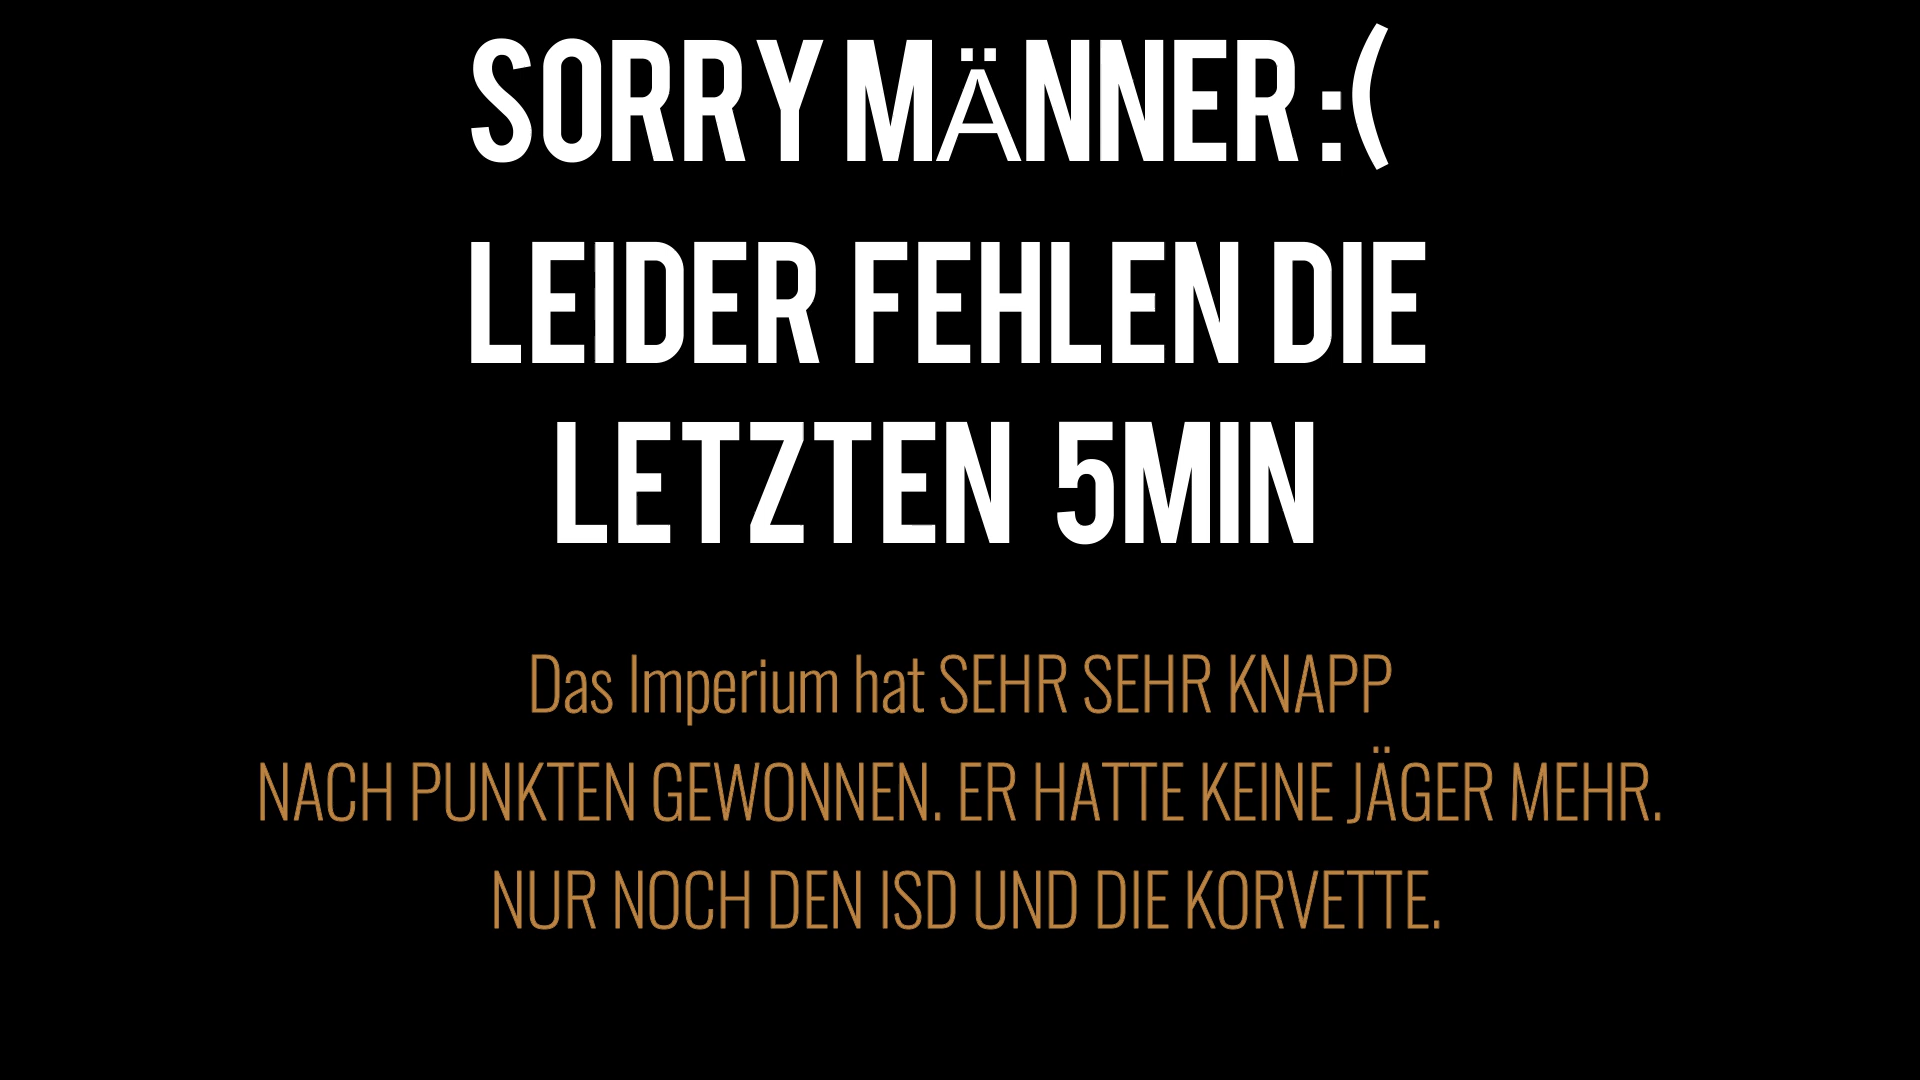 SORRY MÄNNER :(
LEIDER FEHLEN DIE
LETZTEN 5MIN
Das Imperium hat SEHR SEHR KNAPP
NACH PUNKTEN GEWONNEN. ER HATTE KEINE JÄGER MEHR.
NUR NOCH DEN ISD UND DIE KORVETTE.